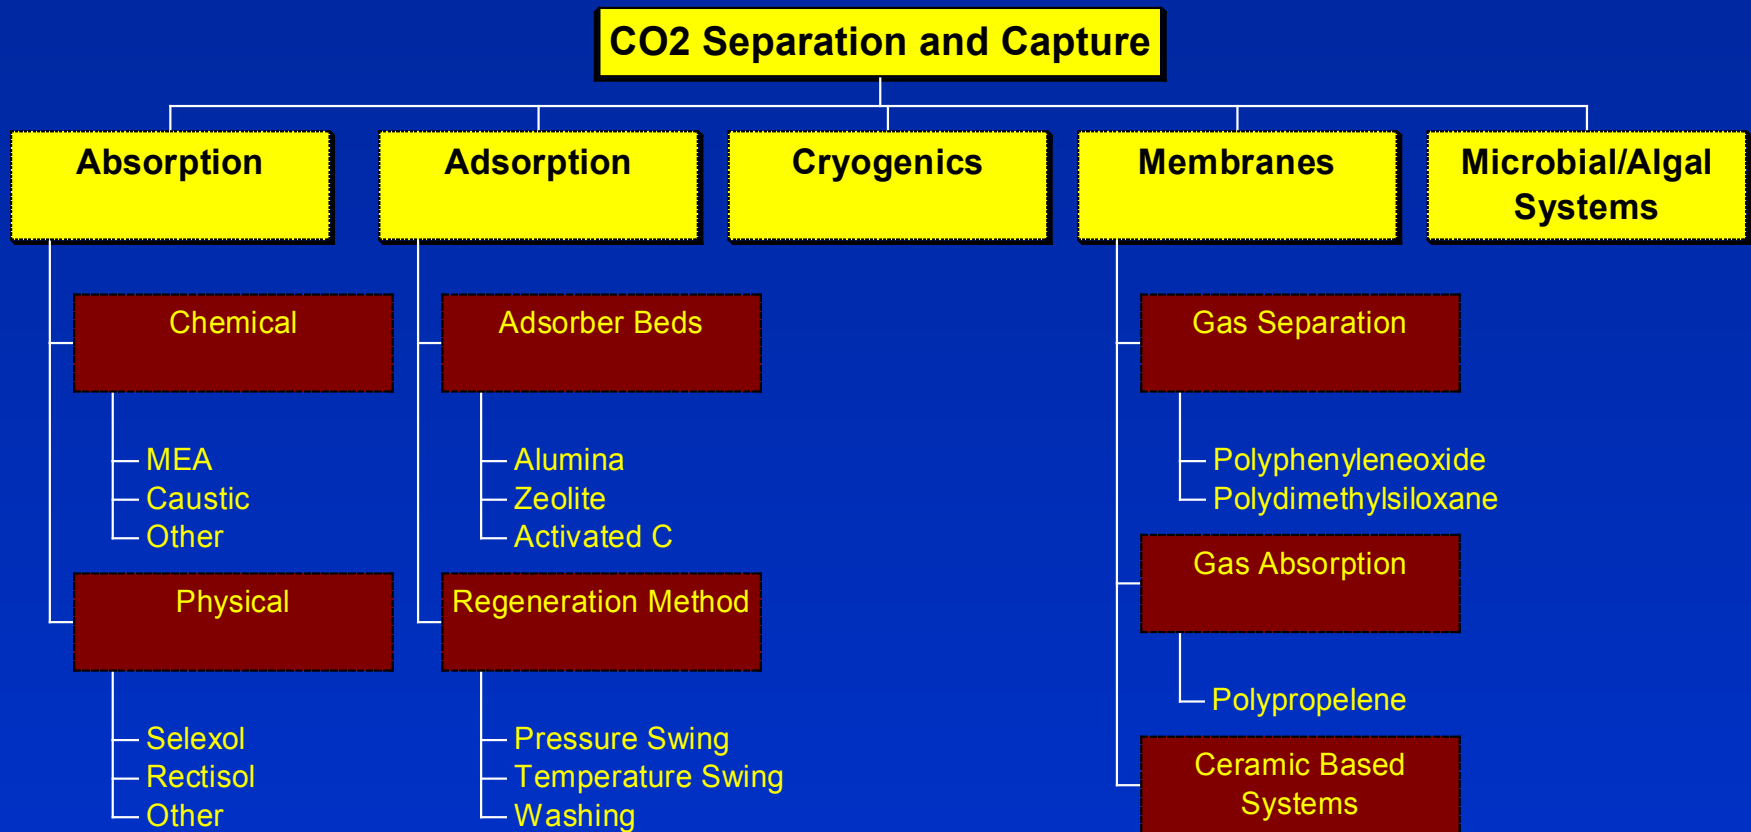 CO2 Separation and Capture
Absorption
Adsorption
Cryogenics
Membranes
Microbial/Algal
Systems
Chemical
MEA
Caustic
Other
Physical
Selexol
Rectisol
Other
Adsorber Beds
Alumina
Zeolite
Activated C
Regeneration Method
Pressure Swing
Temperature Swing
Washing
Gas Separation
Polyphenyleneoxide
Polydimethylsiloxane
Gas Absorption
Polypropelene
Ceramic Based
Systems